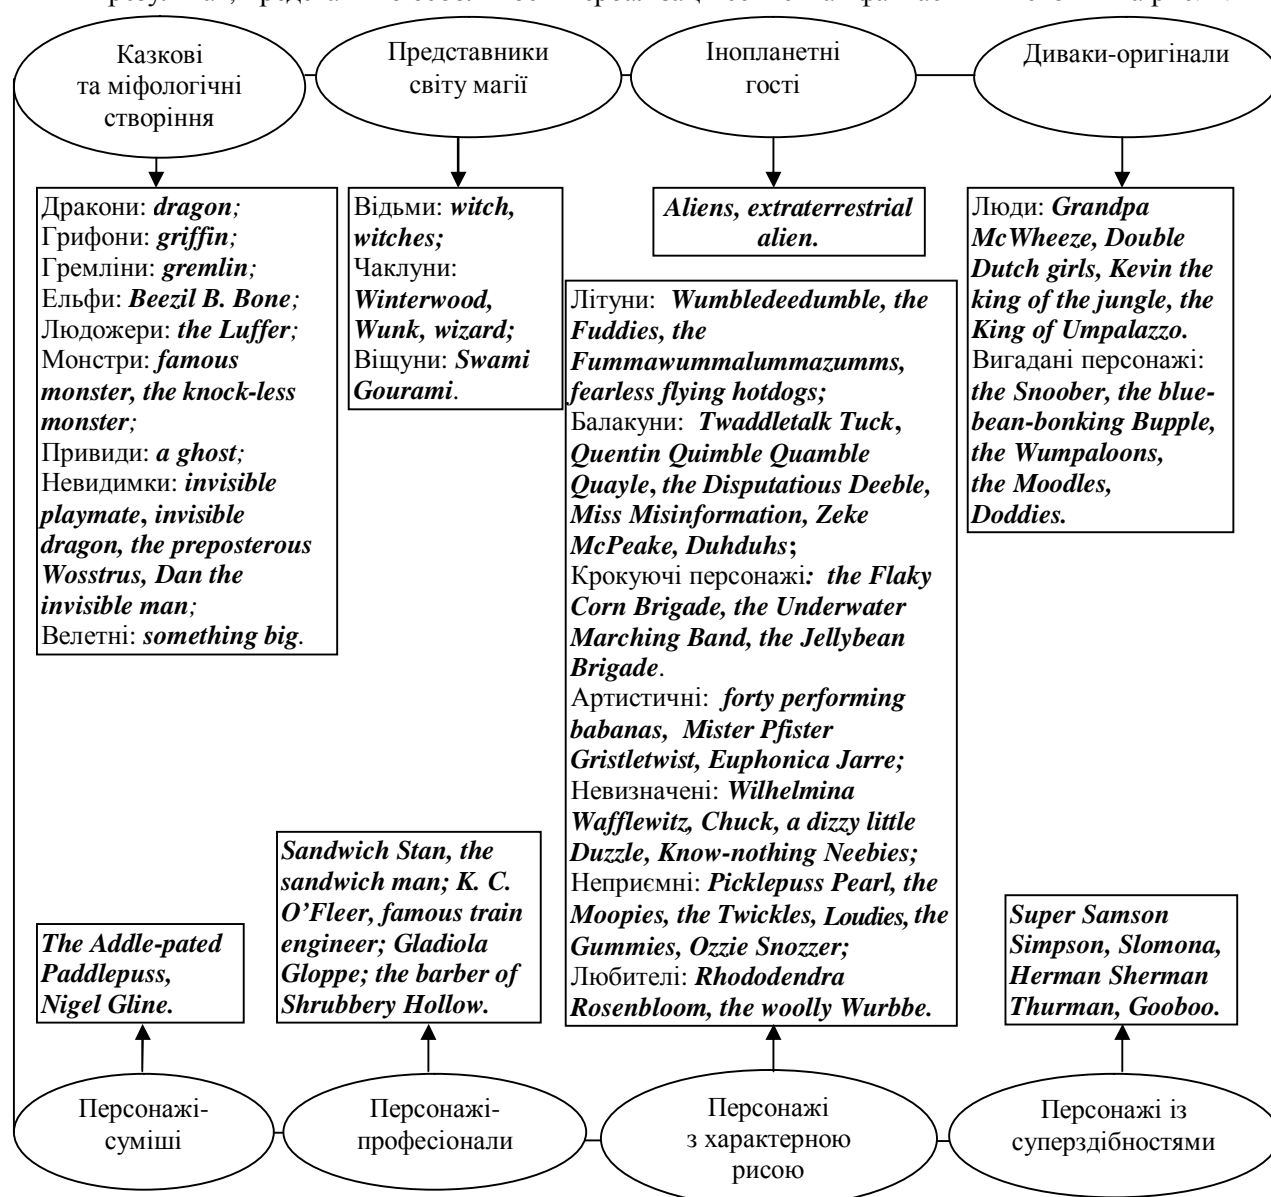 Казкові
та міфологічні
створіння
Представники
світу магії
Інопланетні
гості
Диваки-оригінали
Дракони: dragon;
Грифони: griffin;
Гремліни: gremlin;
Ельфи: Beezil B. Bone;
Людожери: the Luffer;
Монстри: famous
monster, the knock-less
monster;
Привиди: a ghost;
Невидимки: invisible
playmate, invisible
dragon, the preposterous
Wosstrus, Dan the
invisible man;
Велетні: something big.
Відьми: witch,
witches;
Чаклуни:
Winterwood,
Wunk, wizard;
Віщуни: Swami
Gourami.
Aliens, extraterrestrial
alien.
Люди: Grandpa
McWheeze, Double
Dutch girls, Kevin the
king of the jungle, the
King of Umpalazzo.
Вигадані персонажі:
the Snoober, the blue-
bean-bonking Bupple,
the Wumpaloons,
the Moodles,
Doddies.
Літуни: Wumbledeedumble, the
Fuddies, the
Fummawummalummazumms,
fearless flying hotdogs;
Балакуни: Twaddletalk Tuck,
Quentin Quimble Quamble
Quayle, the Disputatious Deeble,
Miss Misinformation, Zeke
McPeake, Duhduhs;
Крокуючі персонажі: the Flaky
Corn Brigade, the Underwater
Marching Band, the Jellybean
Brigade.
Артистичні: forty performing
babanas, Mister Pfister
Gristletwist, Euphonica Jarre;
Невизначені: Wilhelmina
Wafflewitz, Chuck, a dizzy little
Duzzle, Know-nothing Neebies;
Неприємні: Picklepuss Pearl, the
Moopies, the Twickles, Loudies, the
Gummies, Ozzie Snozzer;
Любителі: Rhododendra
Rosenbloom, the woolly Wurbbe.
The Addle-pated
Paddlepuss,
Nigel Gline.
Sandwich Stan, the
sandwich man; K. C.
O’Fleer, famous train
engineer; Gladiola
Gloppe; the barber of
Shrubbery Hollow.
Super Samson
Simpson, Slomona,
Herman Sherman
Thurman, Gooboo.
Персонажі-
суміші
Персонажі-
професіонали
Персонажі
з характерною
рисою
Персонажі із
суперздібностями